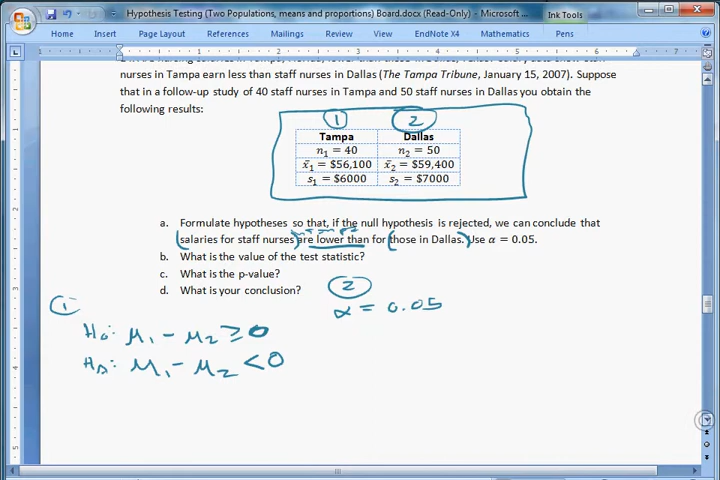 Hypothesis Testing (Two Populations, means and proportions) Board.docx (Read-Only) - Microsoft
Ink Tools
Home Insert Page Layout References Mailings Review View EndNote X4 Mathematics Pens
nurses in Tampa earn less than staff nurses in Dallas (The Tampa Tribune, January 15, 2007). Suppose
that in a follow-up study of 40 staff nurses in Tampa and 50 staff nurses in Dallas you obtain the
following results:
1 2
Tampa Dallas
n₁ = 40 n₂ = 50
x̄₁ = $56,100 x̄₂ = $59,400
s₁ = $6000 s₂ = $7000
a. Formulate hypotheses so that, if the null hypothesis is rejected, we can conclude that
salaries for staff nurses are lower than for those in Dallas. Use α = 0.05.
b. What is the value of the test statistic?
c. What is the p-value?
d. What is your conclusion?
1 2
α = 0.05
H₀: μ₁ - μ₂ ≥ 0
Hₐ: μ₁ - μ₂ < 0